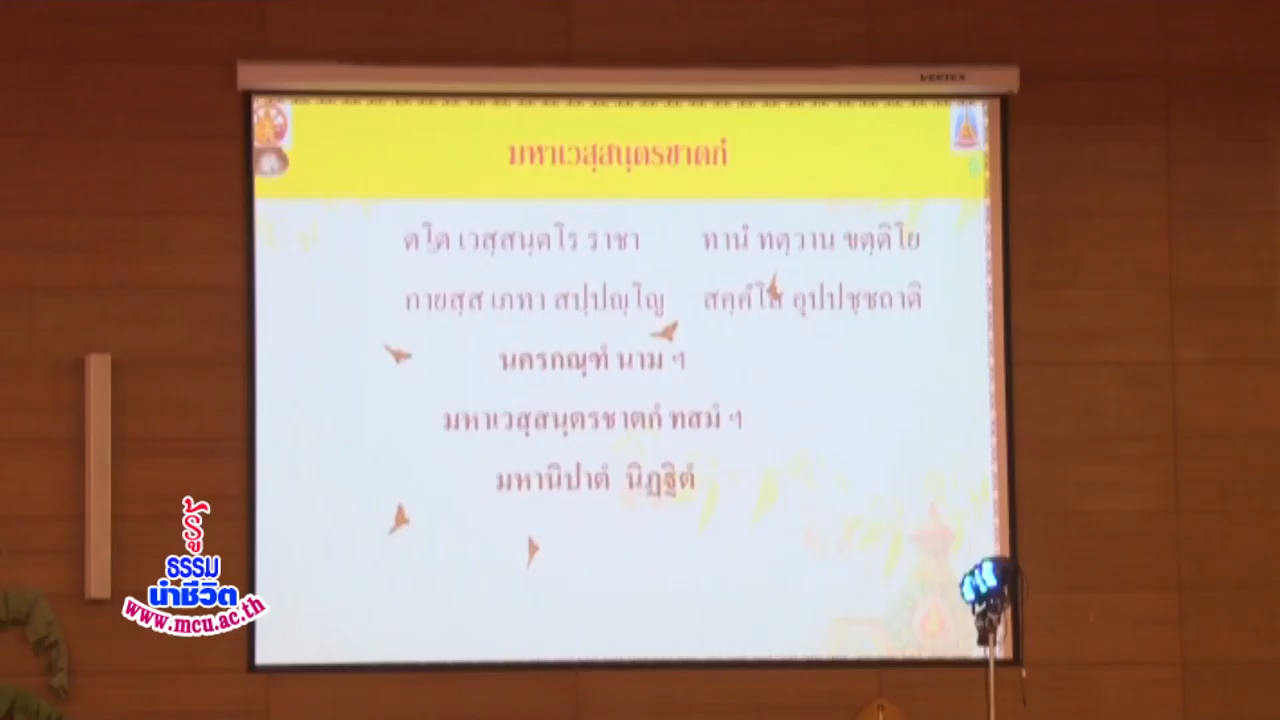 VERTEX
มหาเวสฺสนฺตรชาตกํ
ตโต เวสฺสนฺตโร ราชา ทานํ ทตฺวาน ขตฺติโย
กายสฺส เภทา สปฺปญฺโญ สคฺคํ โส อุปปชฺชถาติ
นครกณฺฑํ นาม ฯ
มหาเวสฺสนฺตรชาตกํ ทสมํ ฯ
มหานิปาตํ นิฏฺฐิตํ
รู้
ธรรม
นำชีวิต
www.mcu.ac.th